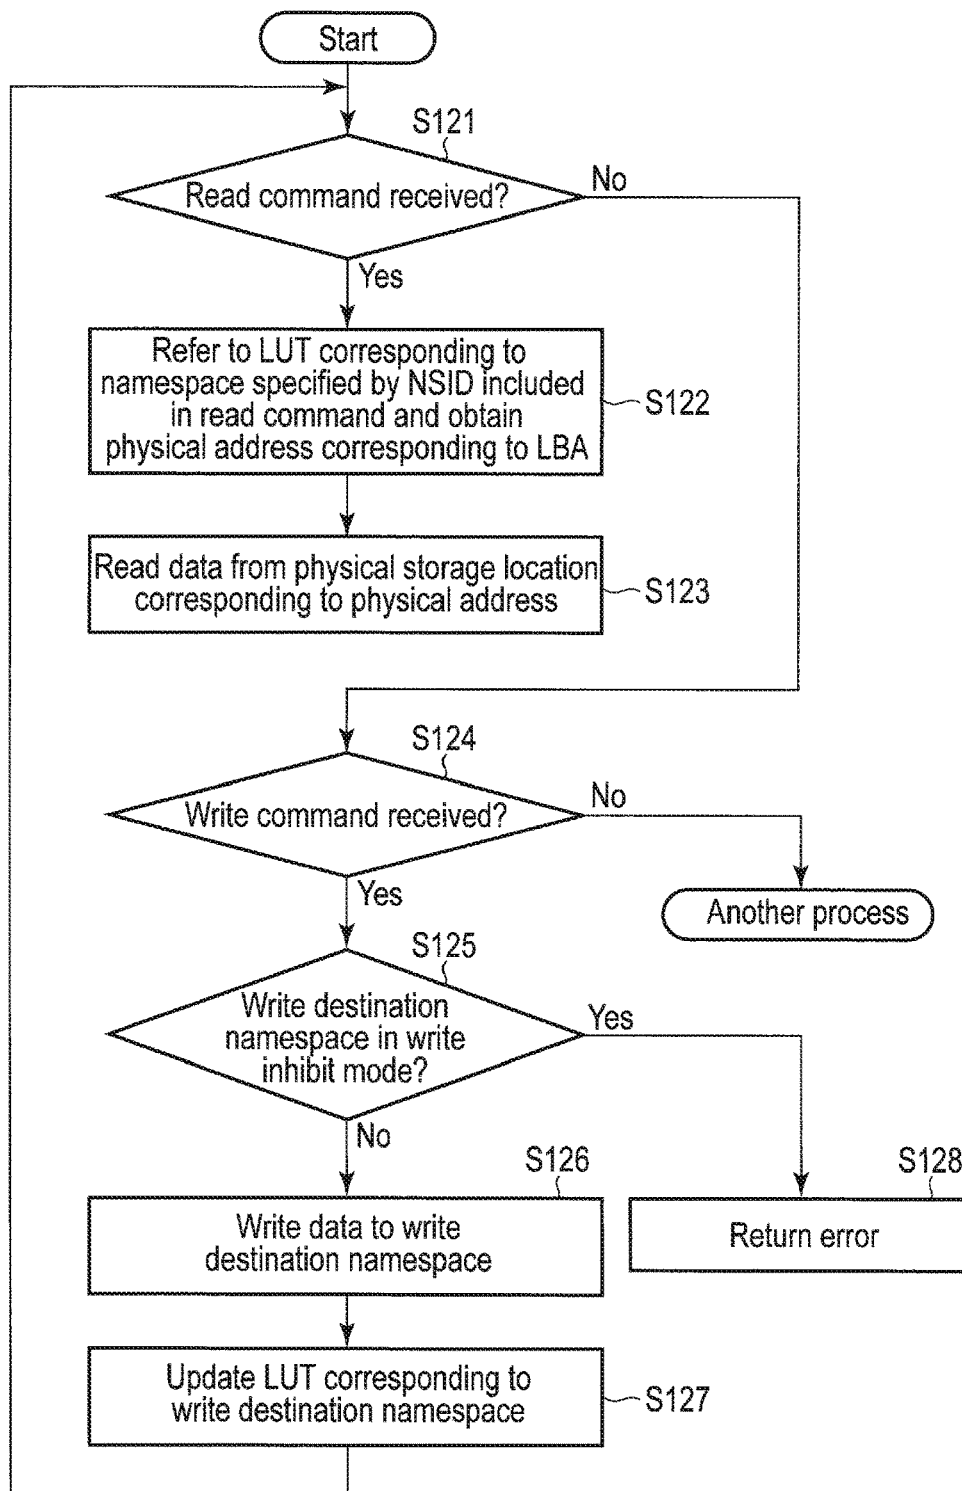 Start
S121
Read command received?
No
Yes
Refer to LUT corresponding to
namespace specified by NSID included
in read command and obtain
physical address corresponding to LBA
S122
Read data from physical storage location
corresponding to physical address
S123
S124
Write command received?
No
Yes
Another process
S125
Write destination
namespace in write
inhibit mode?
Yes
No
S126
Write data to write
destination namespace
S128
Return error
Update LUT corresponding to
write destination namespace
S127